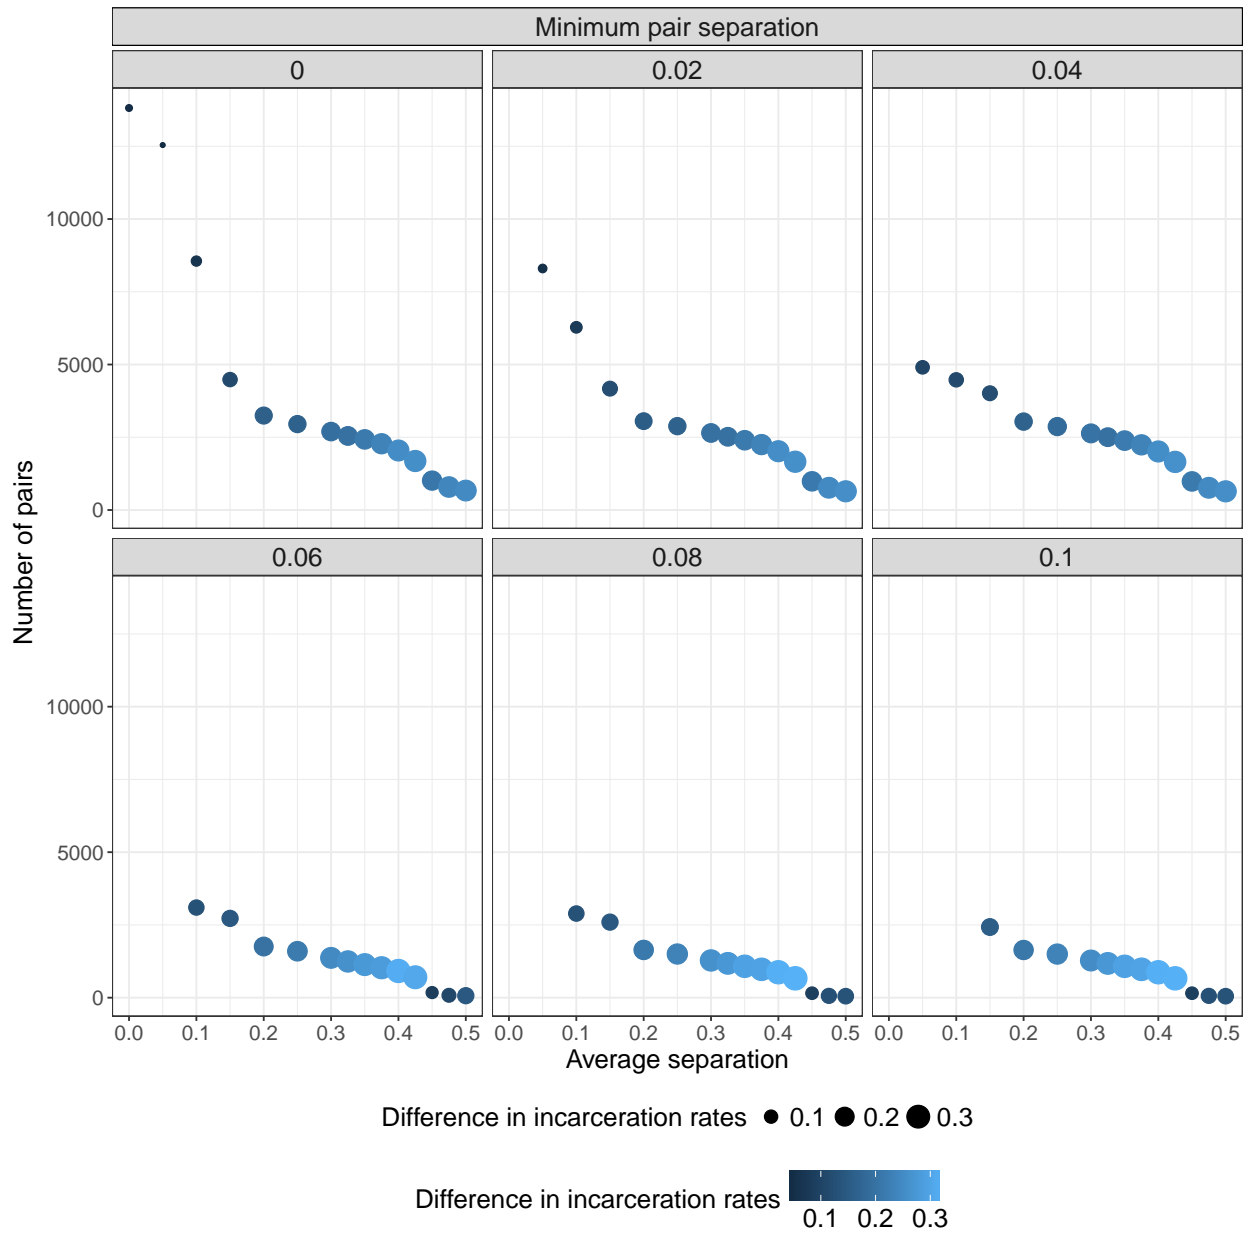 Minimum pair separation
0 0.02 0.04
10000
5000
0
0.06 0.08 0.1
10000
5000
0
Number of pairs
0.0 0.1 0.2 0.3 0.4 0.5 0.0 0.1 0.2 0.3 0.4 0.5 0.0 0.1 0.2 0.3 0.4 0.5
Average separation
Difference in incarceration rates 0.1 0.2 0.3
Difference in incarceration rates
0.1 0.2 0.3